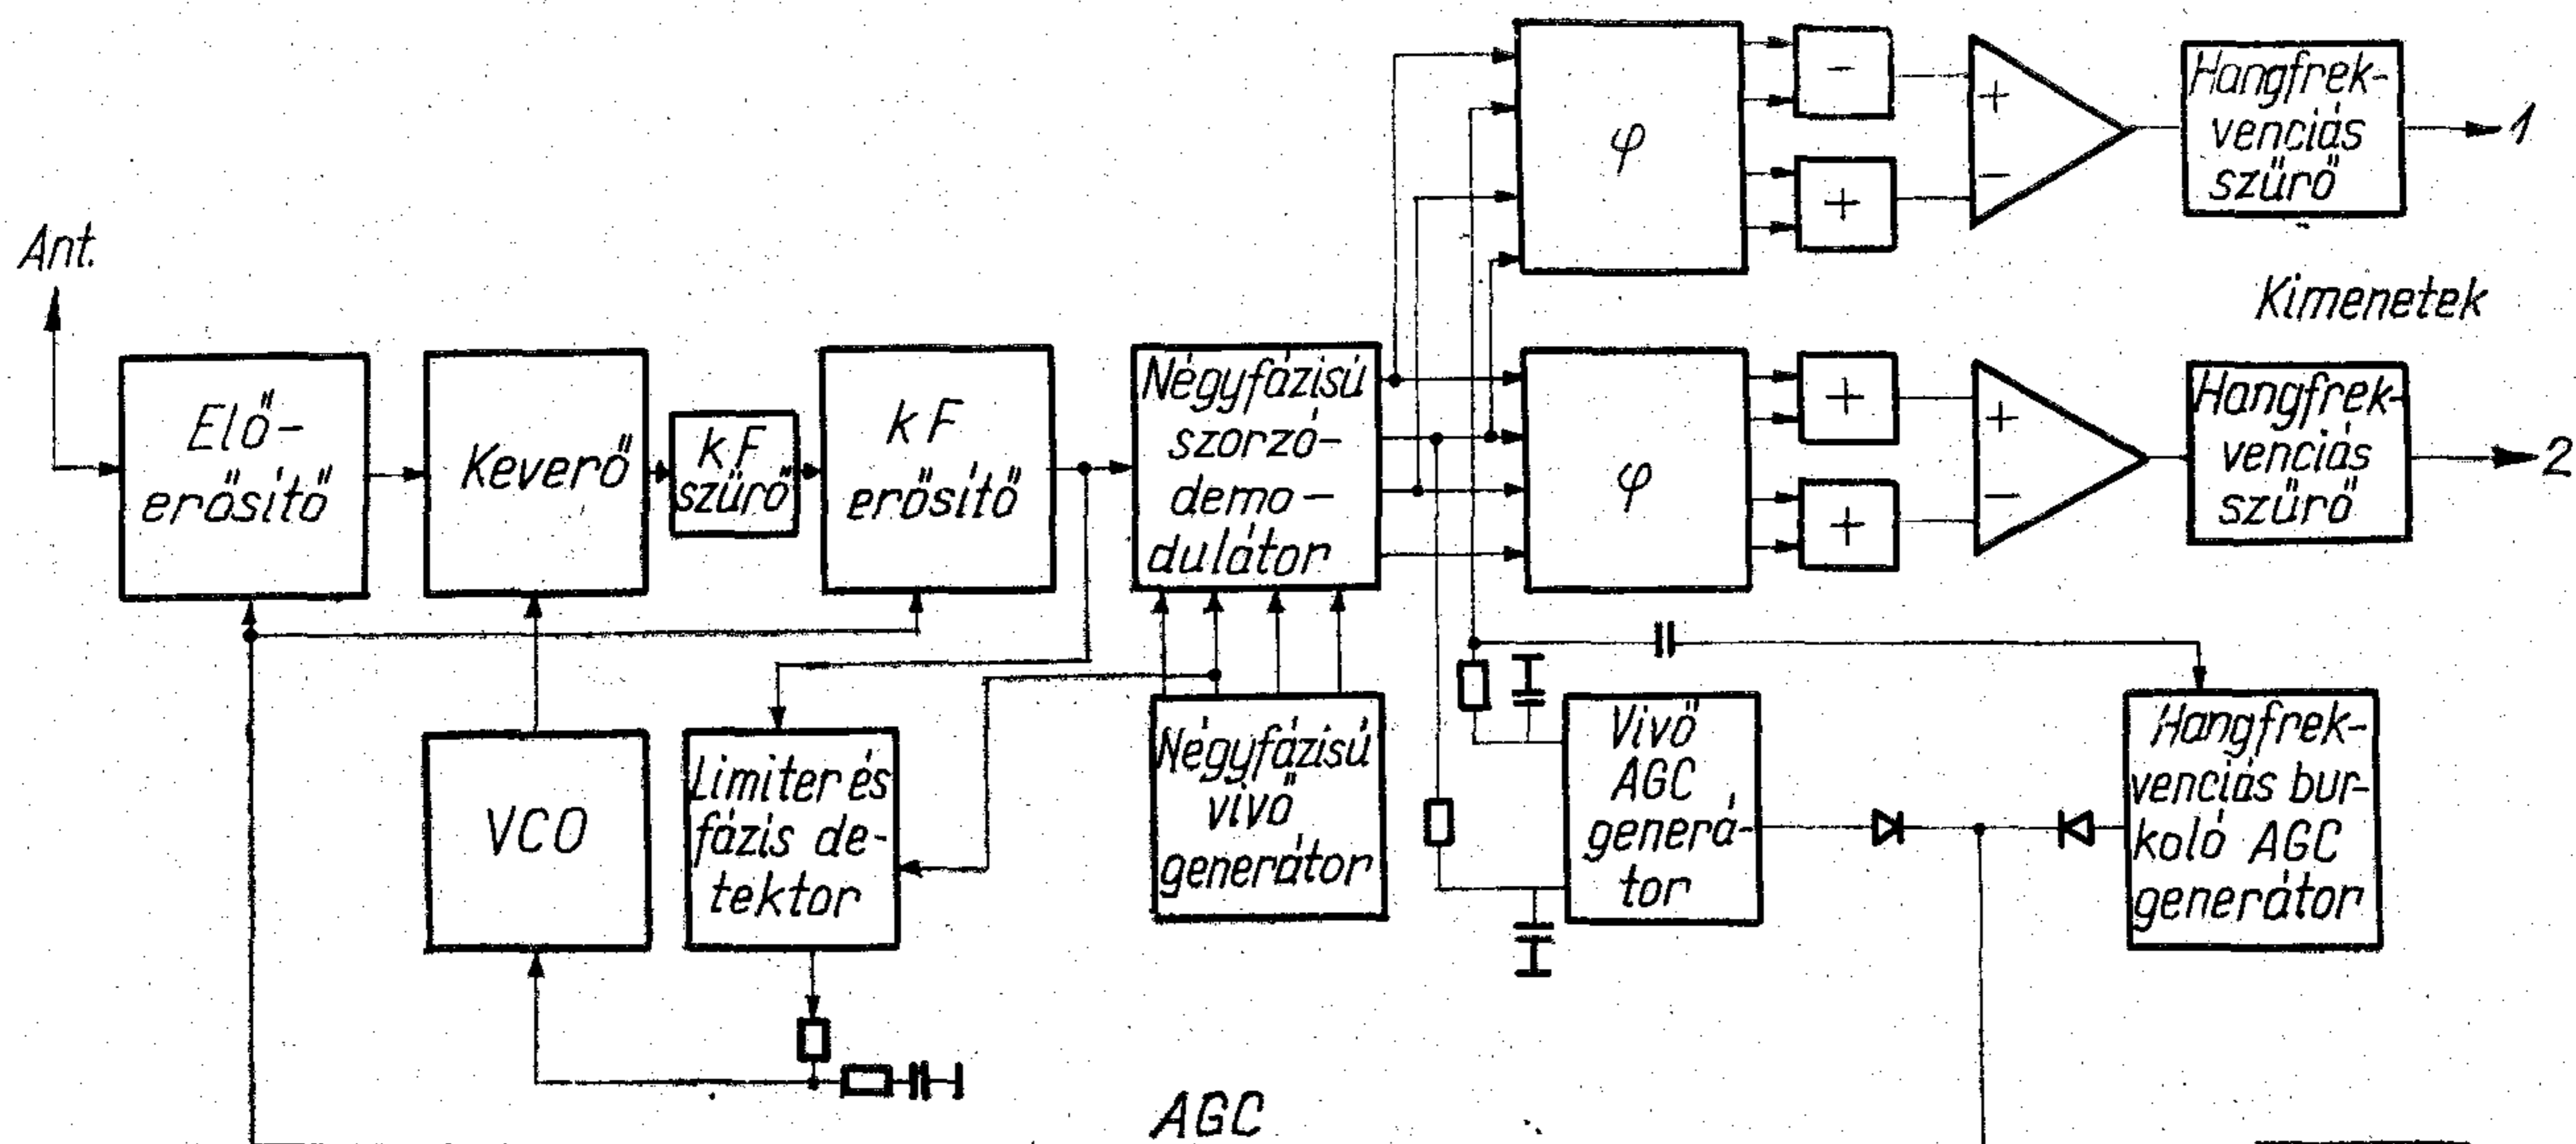 Ant.
Elő-
erősítő
Keverő
kF
szűrő
kF
erősítő
Négyfázisú
szorzó-
demo-
dulátor
φ
-
+
+
-
Hangfrek-
venciás
szűrő
1
Kimenetek
φ
+
+
+
-
Hangfrek-
venciás
szűrő
2
VCO
Limiter és
fázis de-
tektor
Négyfázisú
vivő
generátor
Vivő
AGC
generá-
tor
Hangfrek-
venciás bur-
koló AGC
generátor
AGC